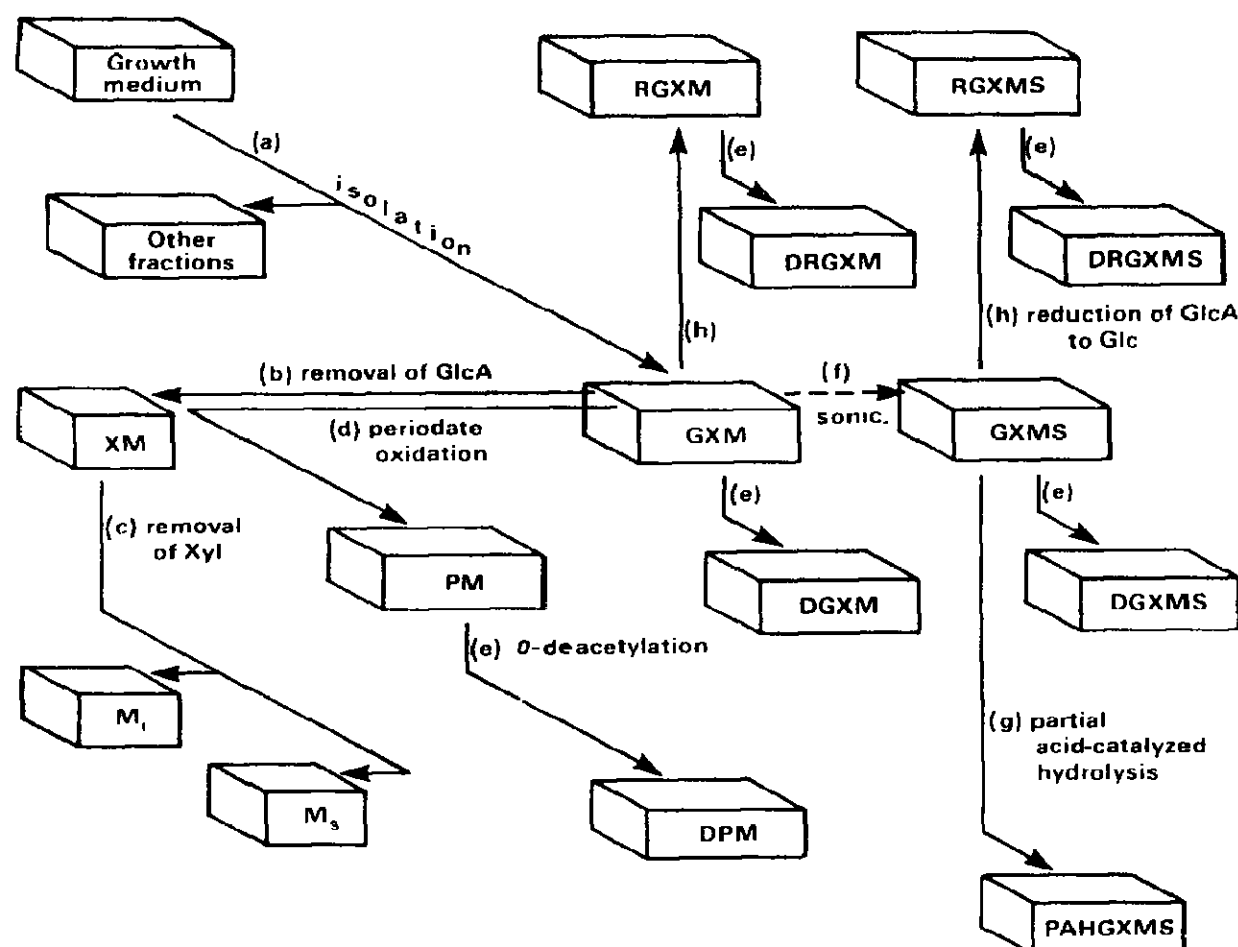 Growth
medium
RGXM
RGXMS
(a)
isolation
(e)
(e)
Other
fractions
DRGXM
DRGXMS
(h)
(h) reduction of GlcA
to Glc
(b) removal of GlcA
(f)
sonic.
XM
(d) periodate
oxidation
GXM
GXMS
(e)
(e)
(c) removal
of Xyl
PM
DGXM
DGXMS
(e) O-deacetylation
M₁
(g) partial
acid-catalyzed
hydrolysis
Mₛ
DPM
PAHGXMS